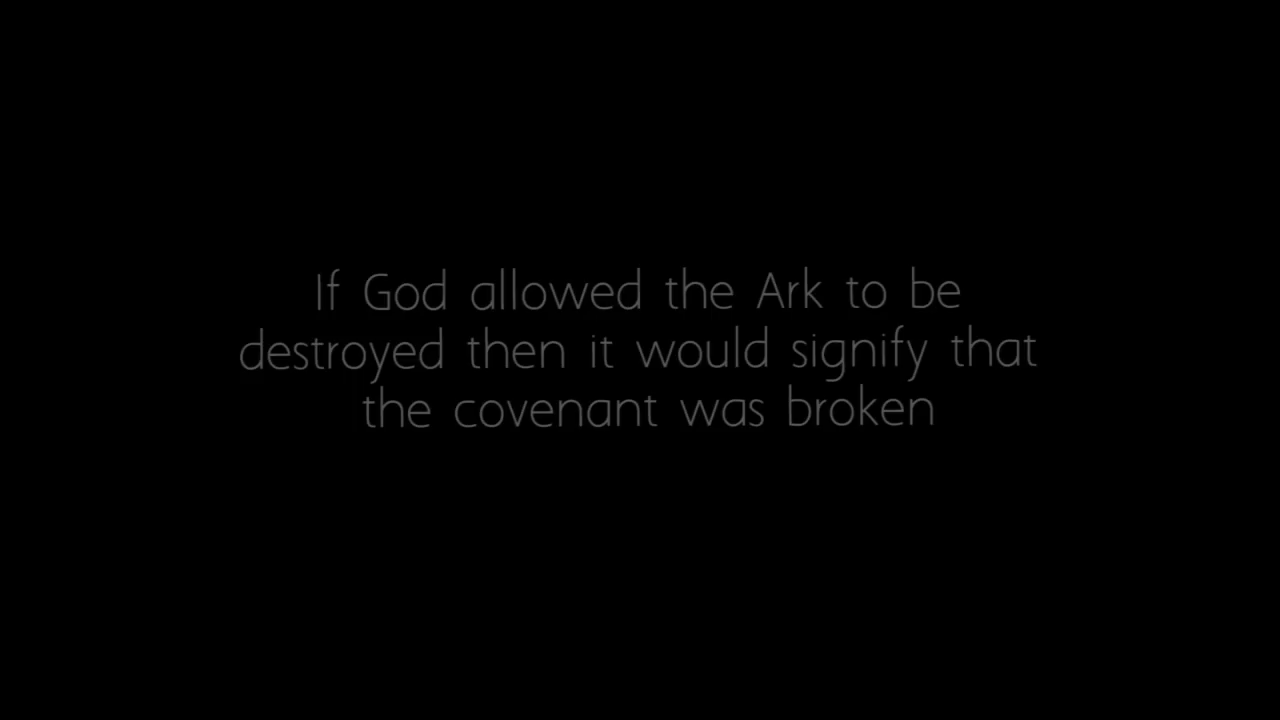 If God allowed the Ark to be
destroyed then it would signify that
the covenant was broken